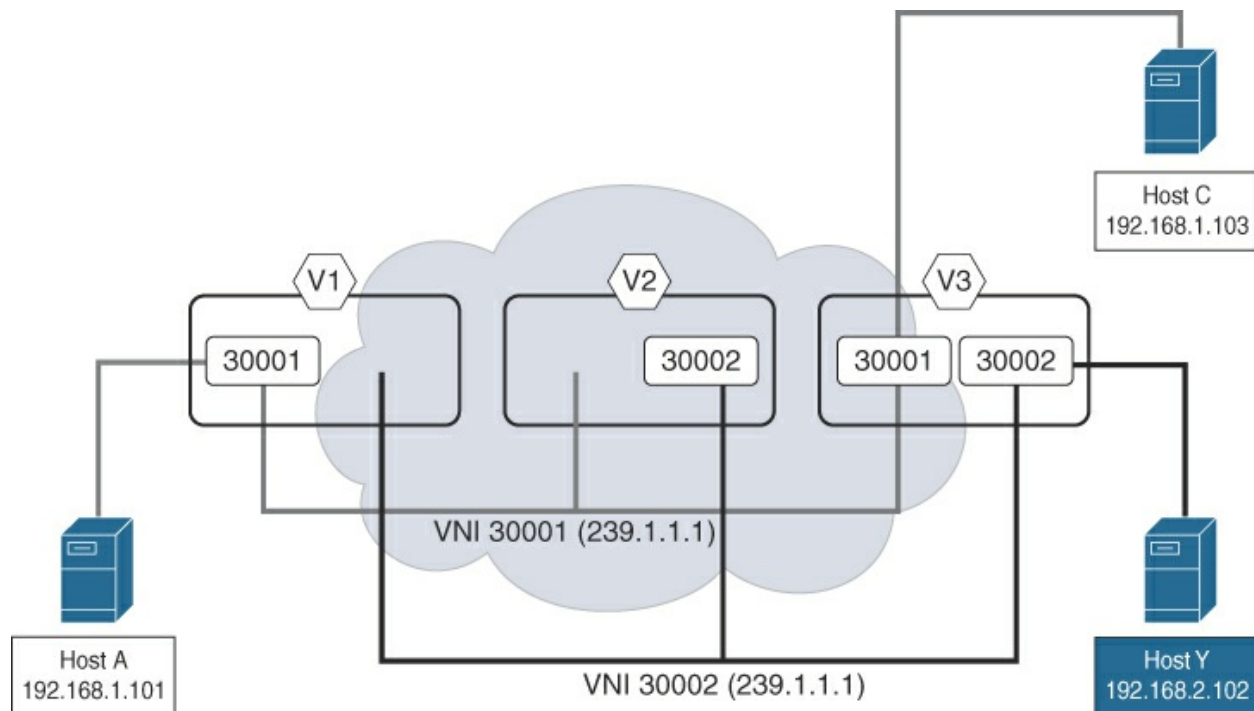 Host C
192.168.1.103
V1
V2
V3
30001
30002
30001
30002
VNI 30001 (239.1.1.1)
Host A
192.168.1.101
VNI 30002 (239.1.1.1)
Host Y
192.168.2.102